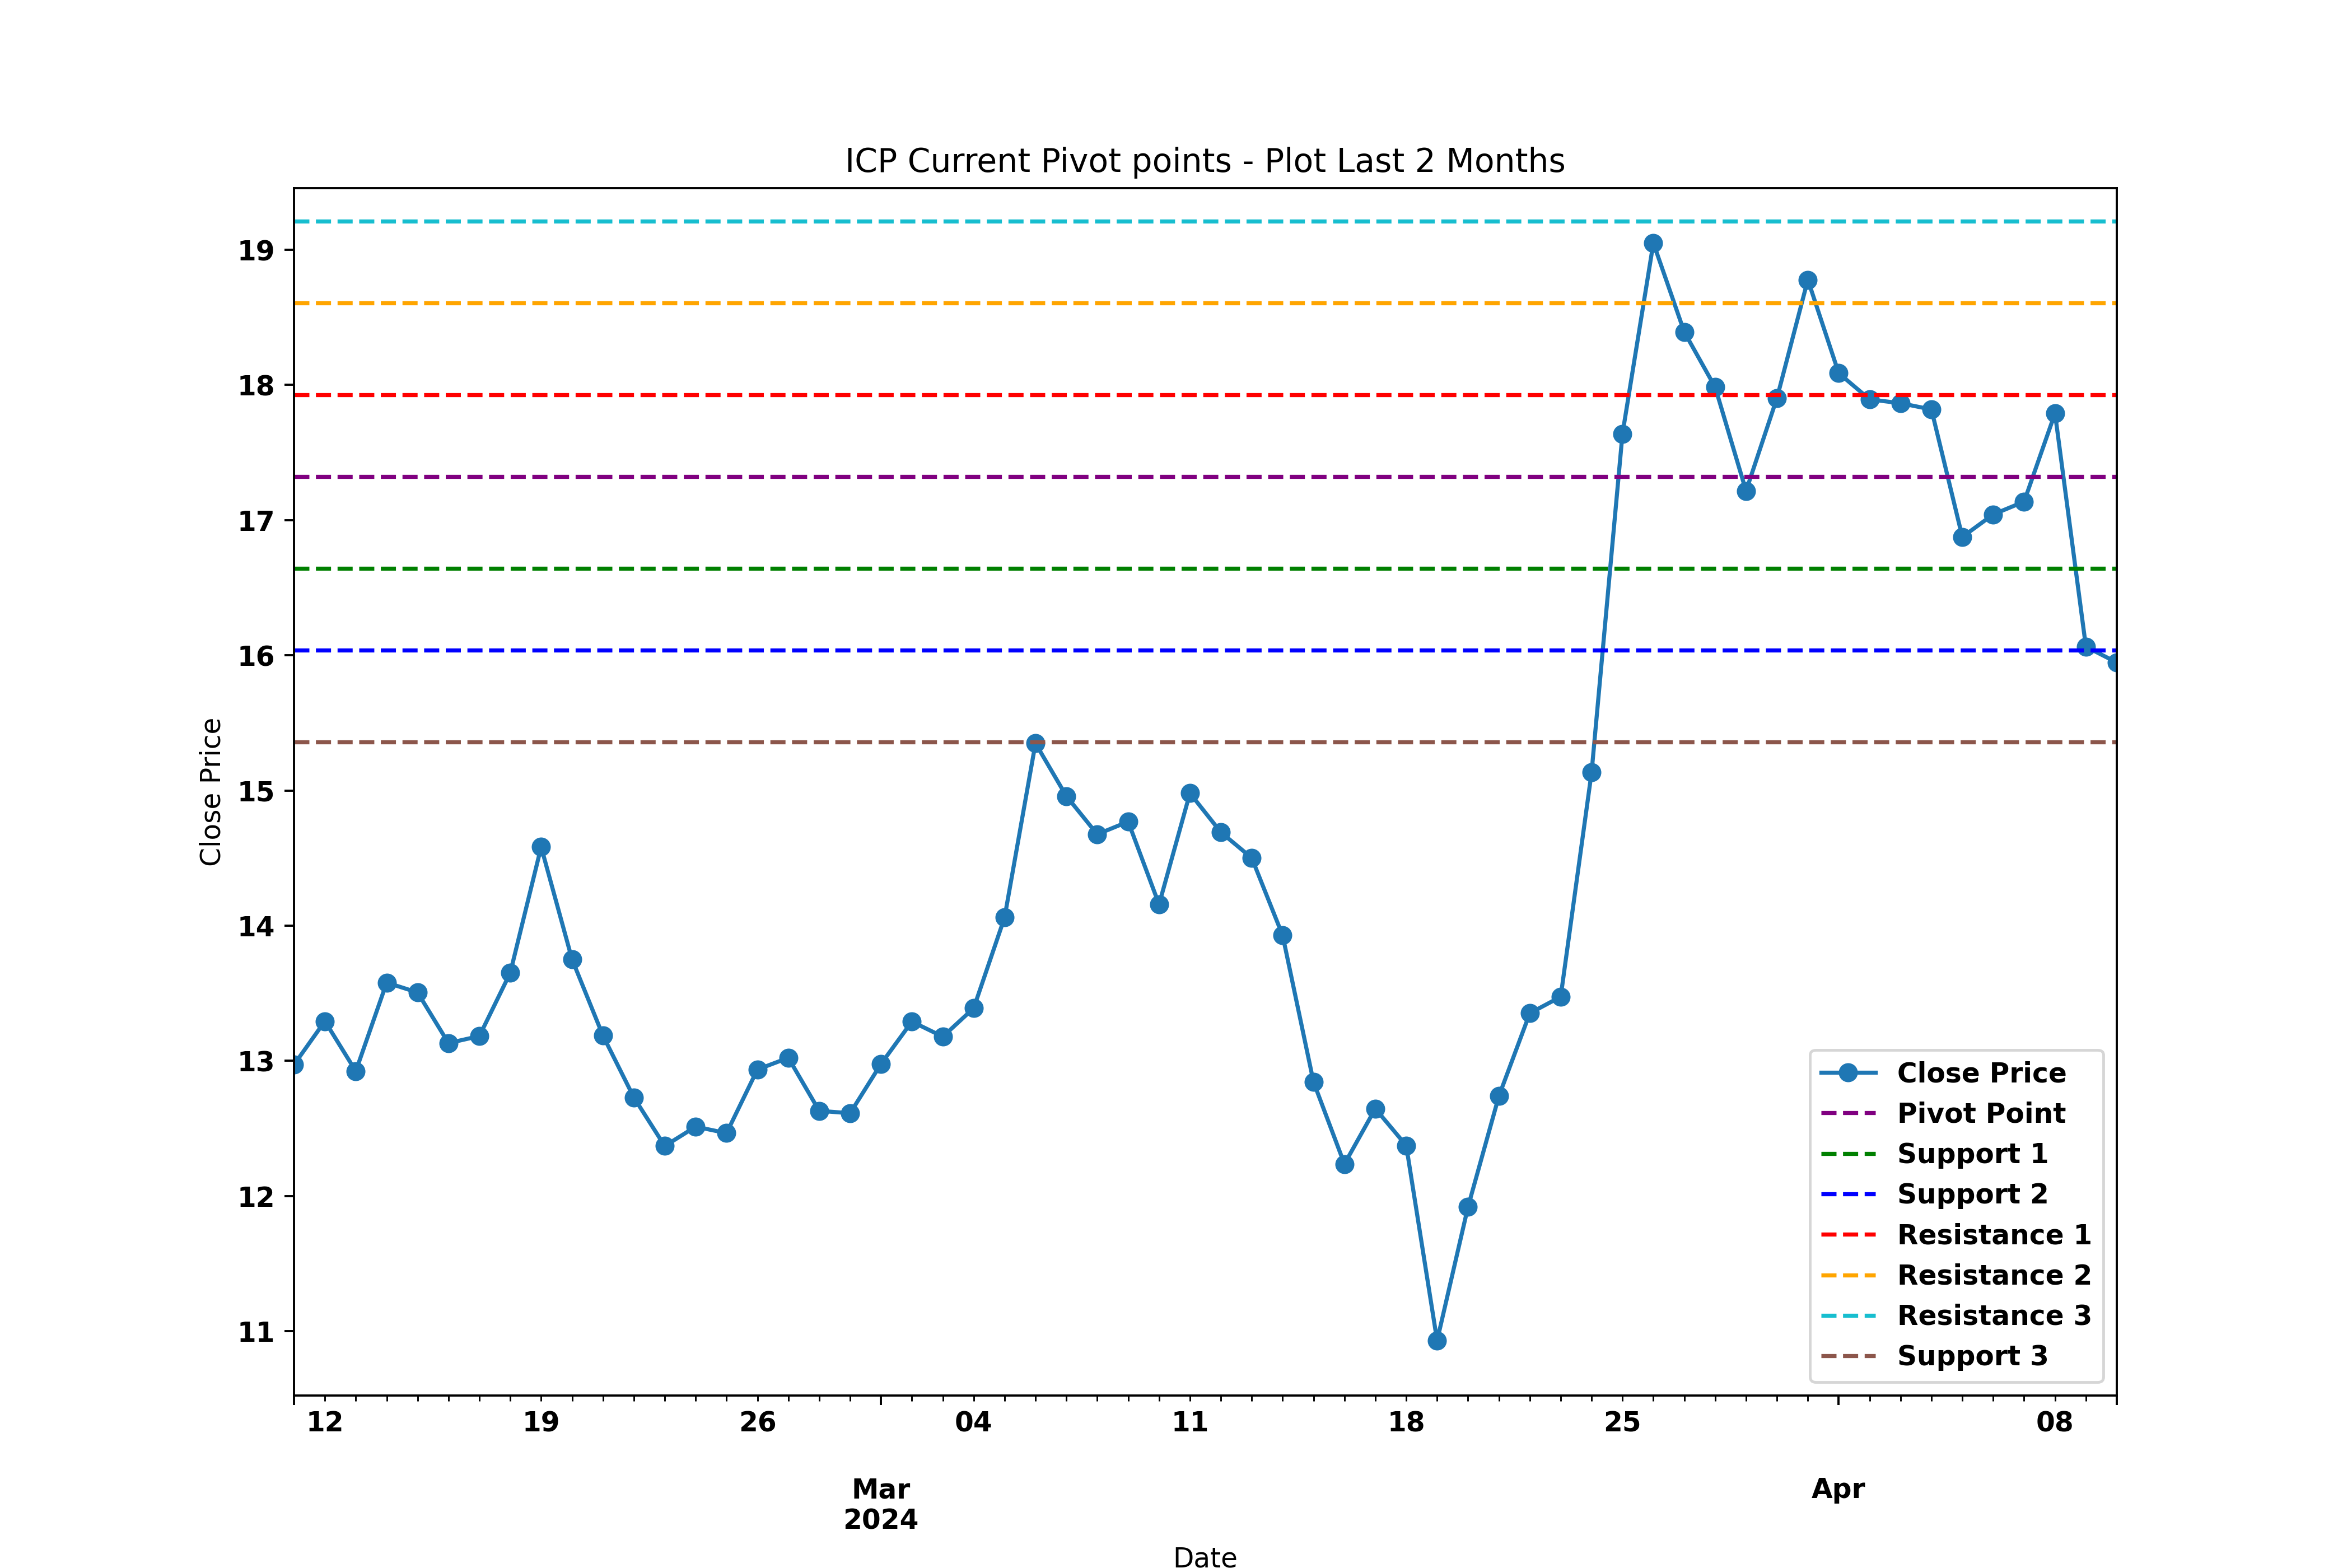 ICP Current Pivot points - Plot Last 2 Months
19
18
17
16
15
14
13
12
11
Close Price
Close Price
Pivot Point
Support 1
Support 2
Resistance 1
Resistance 2
Resistance 3
Support 3
12 19 26 04 11 18 25 08
Mar Apr
2024
Date